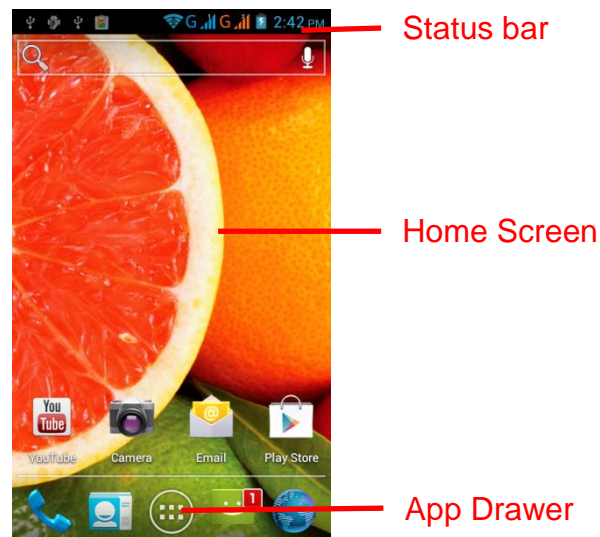 G G 2:42 PM
Status bar
Home Screen
You
Tube
@
YouTube Camera Email Play Store
1
App Drawer